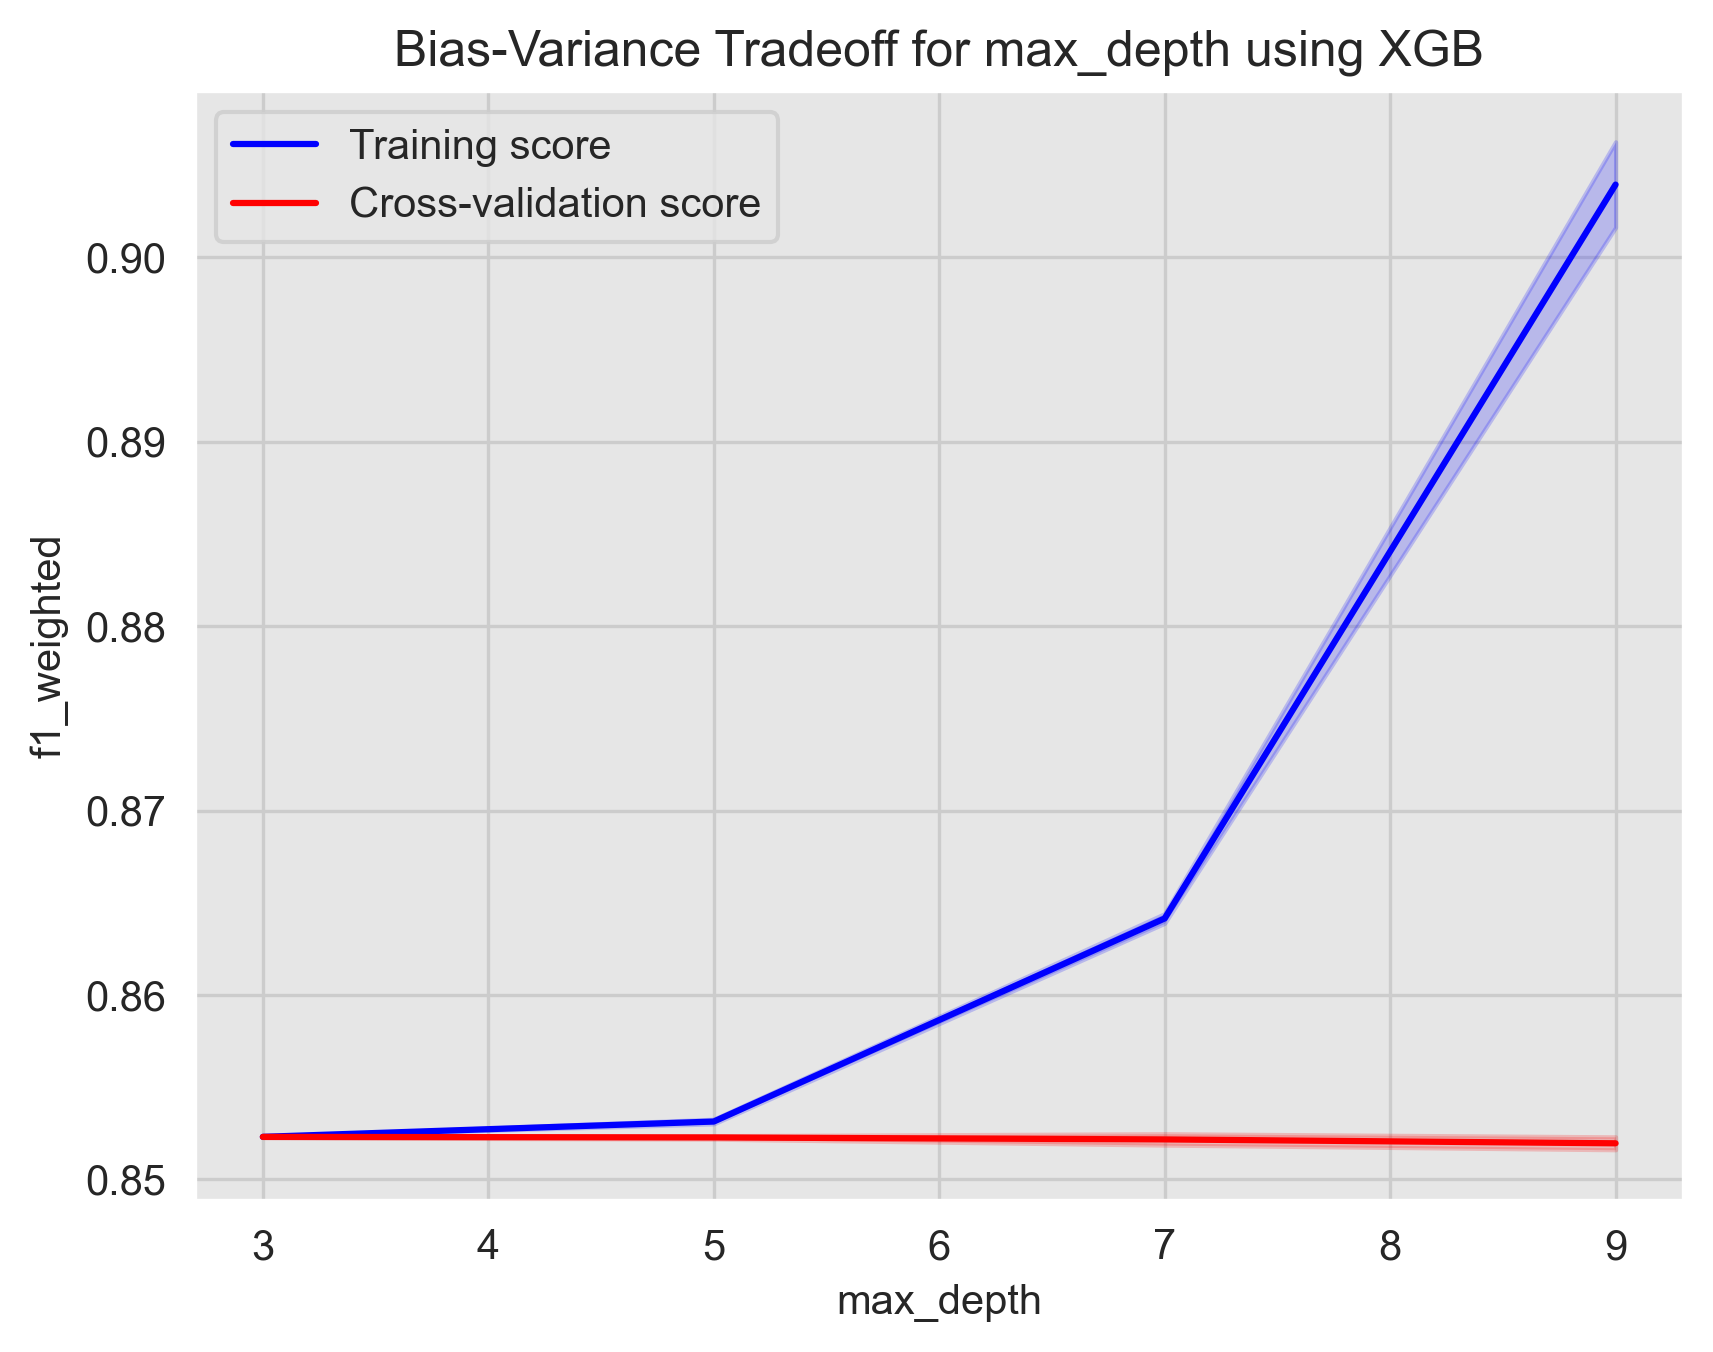 Bias-Variance Tradeoff for max_depth using XGB
Training score
Cross-validation score
0.90
0.89
0.88
0.87
0.86
0.85
f1_weighted
3 4 5 6 7 8 9
max_depth